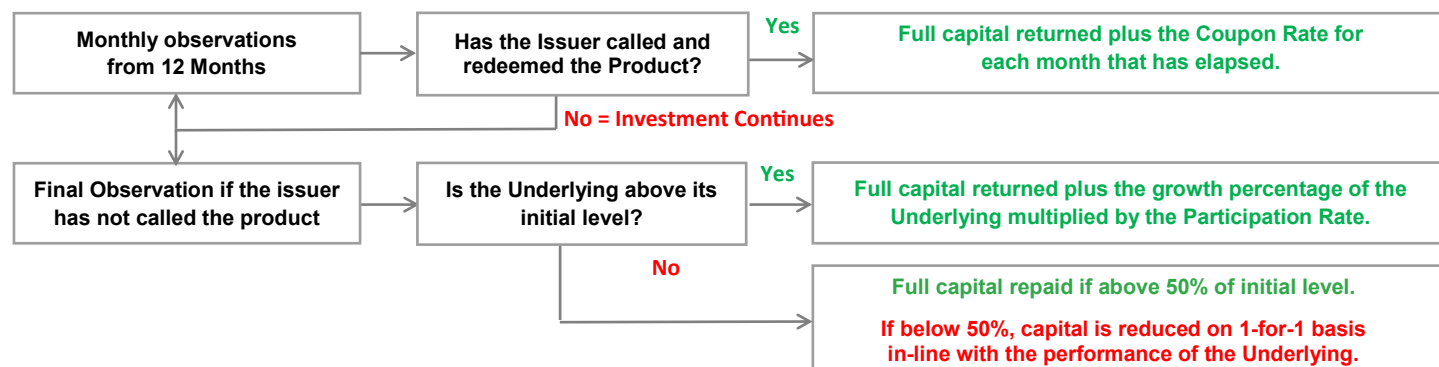 Monthly observations
from 12 Months
Has the Issuer called and
redeemed the Product?
Yes
Full capital returned plus the Coupon Rate for
each month that has elapsed.
No = Investment Continues
Final Observation if the issuer
has not called the product
Is the Underlying above its
initial level?
Yes
Full capital returned plus the growth percentage of the
Underlying multiplied by the Participation Rate.
No
Full capital repaid if above 50% of initial level.
If below 50%, capital is reduced on 1-for-1 basis
in-line with the performance of the Underlying.